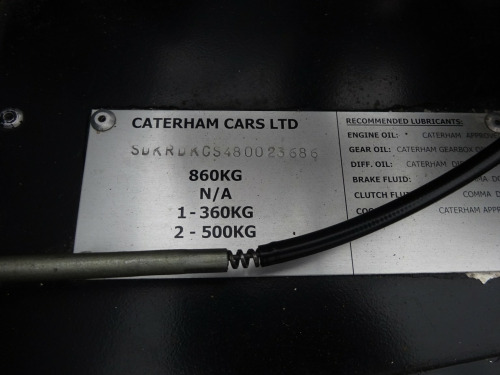 CATERHAM CARS LTD
SDKRDKGS480023686
860KG
N/A
1 - 360KG
2 - 500KG
RECOMMENDED LUBRICANTS:
ENGINE OIL: CATERHAM APPROVED
GEAR OIL: CATERHAM GEARBOX
DIFF. OIL: CATERHAM
BRAKE FLUID: COMMA
CLUTCH FLUID: COMMA
CATERHAM